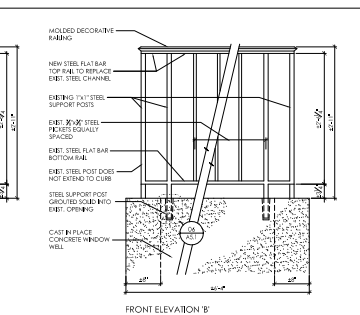 MOLDED DECORATIVE
RAILING
NEW STEEL FLAT BAR
TOP RAIL TO REPLACE
EXIST. STEEL CHANNEL
EXISTING 1"x1" STEEL
SUPPORT POSTS
EXIST. ½"x½" STEEL
PICKETS EQUALLY
SPACED
EXIST. STEEL FLAT BAR
BOTTOM RAIL
EXIST. STEEL POST DOES
NOT EXTEND TO CURB
STEEL SUPPORT POST
GROUTED SOLID INTO
EXIST. OPENING
CAST IN PLACE
CONCRETE WINDOW
WELL
06
A5.1
FRONT ELEVATION 'B'